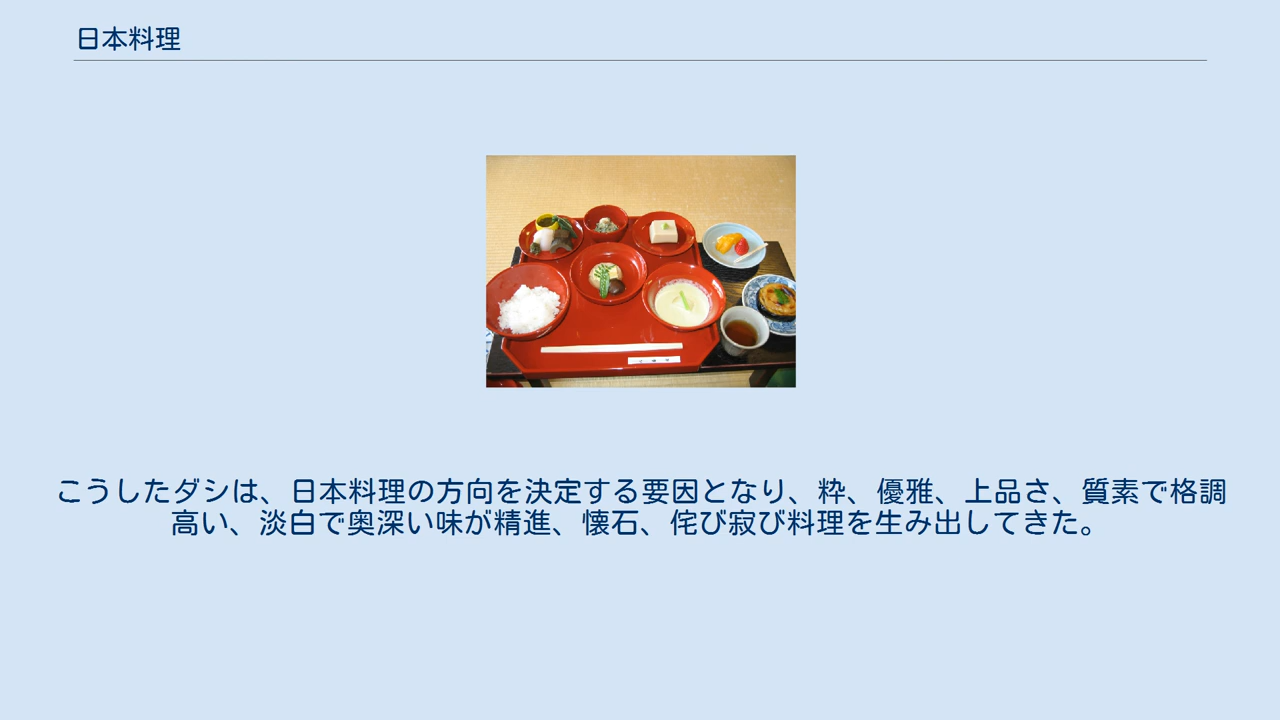 日本料理
こうしたダシは、日本料理の方向を決定する要因となり、粋、優雅、上品さ、質素で格調
高い、淡白で奥深い味が精進、懐石、侘び寂び料理を生み出してきた。